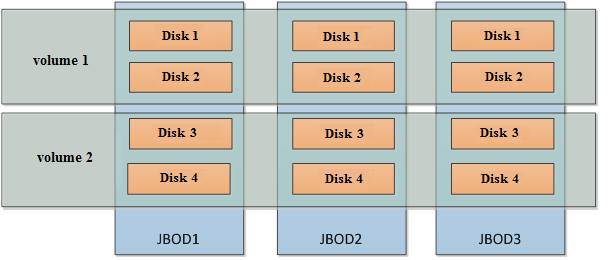 Disk 1 Disk 1 Disk 1
volume 1
Disk 2 Disk 2 Disk 2
Disk 3 Disk 3 Disk 3
volume 2
Disk 4 Disk 4 Disk 4
JBOD1 JBOD2 JBOD3